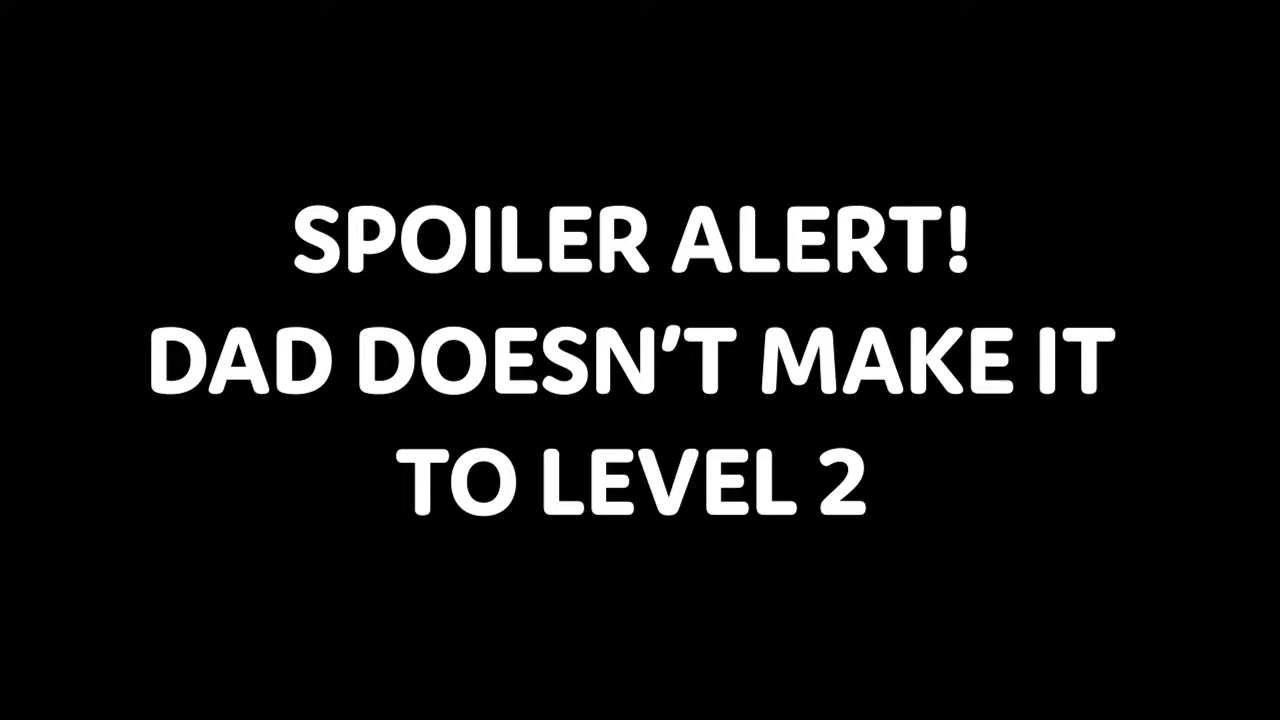 SPOILER ALERT!
DAD DOESN’T MAKE IT
TO LEVEL 2